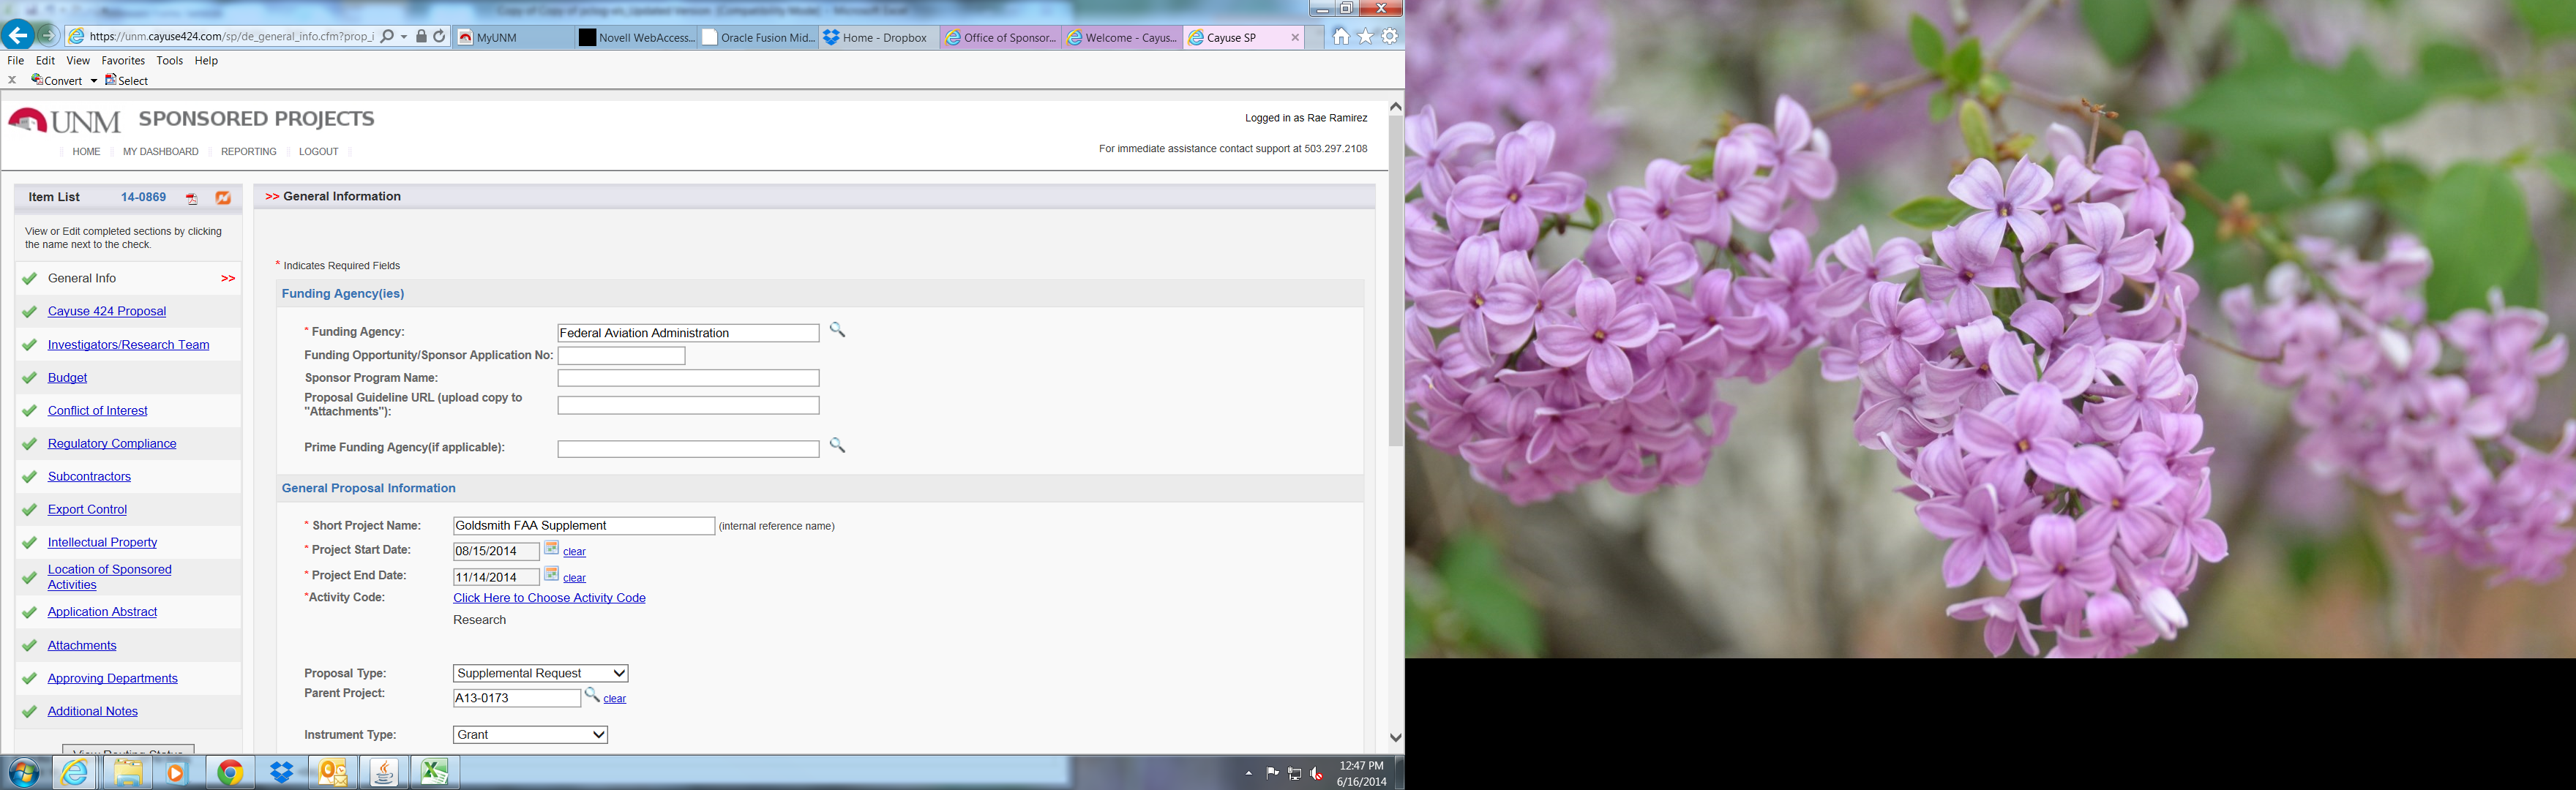 https://unm.cayuse424.com/sp/de_general_info.cfm?prop_i
MyUNM
Novell WebAccess...
Oracle Fusion Mid...
Home - Dropbox
Office of Sponsor...
Welcome - Cayus...
Cayuse SP
File Edit View Favorites Tools Help
x Convert Select
UNM SPONSORED PROJECTS
Logged in as Rae Ramirez
HOME MY DASHBOARD REPORTING LOGOUT
For immediate assistance contact support at 503.297.2108
Item List 14-0869
View or Edit completed sections by clicking
the name next to the check.
General Info >>
Cayuse 424 Proposal
Investigators/Research Team
Budget
Conflict of Interest
Regulatory Compliance
Subcontractors
Export Control
Intellectual Property
Location of Sponsored
Activities
Application Abstract
Attachments
Approving Departments
Additional Notes
View Routing Status
>> General Information
* Indicates Required Fields
Funding Agency(ies)
* Funding Agency: Federal Aviation Administration
Funding Opportunity/Sponsor Application No:
Sponsor Program Name:
Proposal Guideline URL (upload copy to
"Attachments"):
Prime Funding Agency(if applicable):
General Proposal Information
* Short Project Name: Goldsmith FAA Supplement (internal reference name)
* Project Start Date: 08/15/2014 clear
* Project End Date: 11/14/2014 clear
*Activity Code: Click Here to Choose Activity Code
Research
Proposal Type: Supplemental Request
Parent Project: A13-0173 clear
Instrument Type: Grant
12:47 PM
6/16/2014